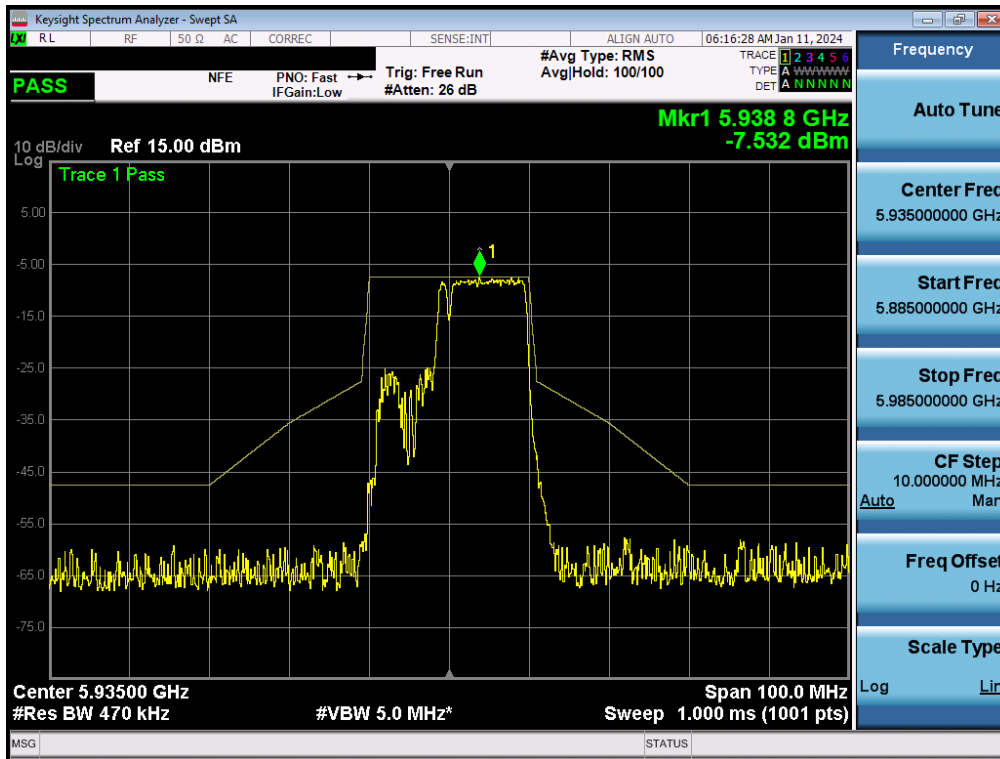 Keysight Spectrum Analyzer - Swept SA
LXI RL RF 50 Ω AC CORREC SENSE:INT ALIGN AUTO 06:16:28 AM Jan 11, 2024
PASS NFE PNO: Fast Trig: Free Run #Avg Type: RMS TRACE 1 2 3 4 5 6
IFGain:Low #Atten: 26 dB Avg|Hold: 100/100 TYPE A WWWWW
DET A N N N N N
Mkr1 5.938 8 GHz
-7.532 dBm
10 dB/div Ref 15.00 dBm
Log
Trace 1 Pass
1
5.00
-5.00
-15.0
-25.0
-35.0
-45.0
-55.0
-65.0
-75.0
Center 5.93500 GHz Span 100.0 MHz
#Res BW 470 kHz #VBW 5.0 MHz* Sweep 1.000 ms (1001 pts)
MSG STATUS
Frequency
Auto Tune
Center Freq
5.935000000 GHz
Start Freq
5.885000000 GHz
Stop Freq
5.985000000 GHz
CF Step
10.000000 MHz
Auto Man
Freq Offset
0 Hz
Scale Type
Log Lin